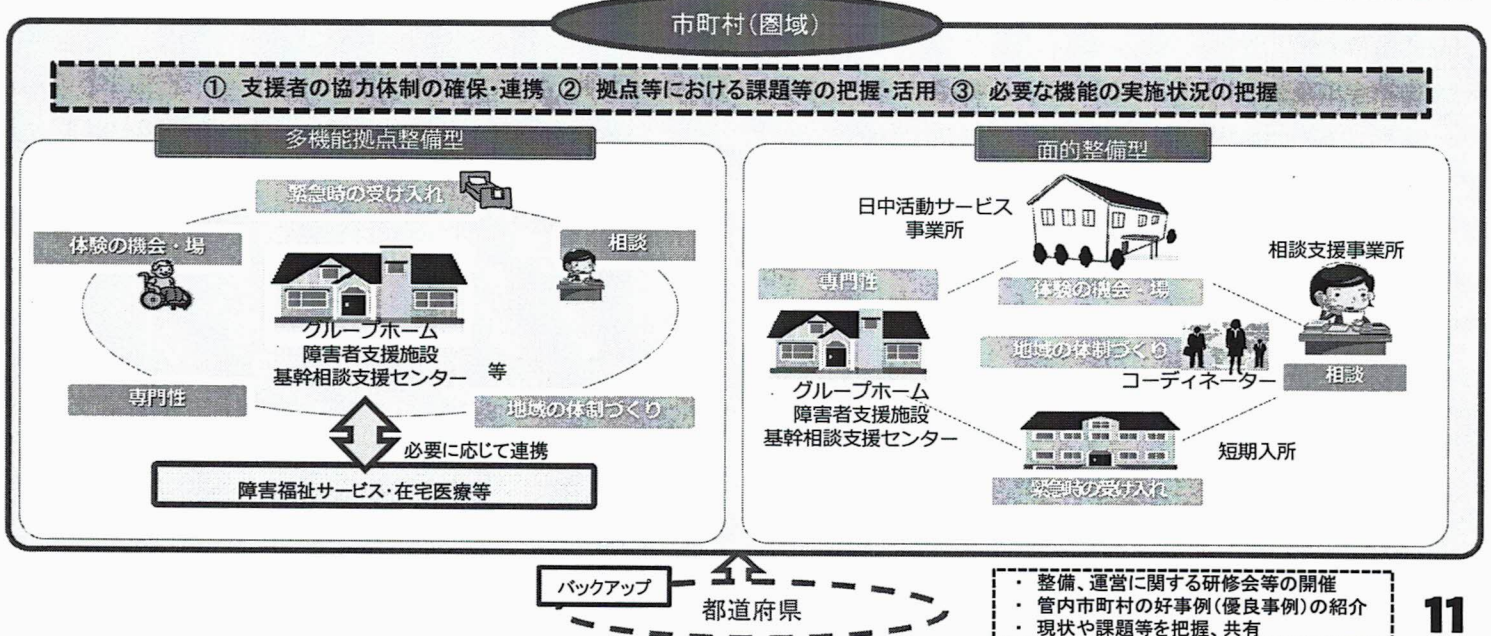 市町村(圏域)
① 支援者の協力体制の確保・連携 ② 拠点等における課題等の把握・活用 ③ 必要な機能の実施状況の把握
多機能拠点整備型
緊急時の受け入れ
体験の機会・場
相談
グループホーム
障害者支援施設
基幹相談支援センター 等
専門性
地域の体制づくり
必要に応じて連携
障害福祉サービス・在宅医療等
面的整備型
日中活動サービス
事業所
相談支援事業所
専門性
体験の機会・場
地域の体制づくり
コーディネーター
相談
グループホーム
障害者支援施設
基幹相談支援センター
短期入所
緊急時の受け入れ
バックアップ
都道府県
・ 整備、運営に関する研修会等の開催
・ 管内市町村の好事例(優良事例)の紹介
・ 現状や課題等を把握、共有
11